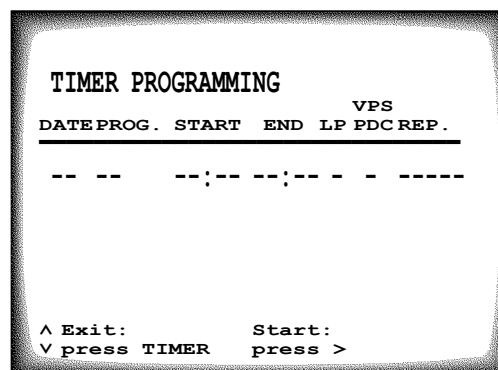 TIMER PROGRAMMING
VPS
DATE PROG. START END LP PDC REP.
-- -- --:-- --:-- - - -----
^ Exit: Start:
v press TIMER press >